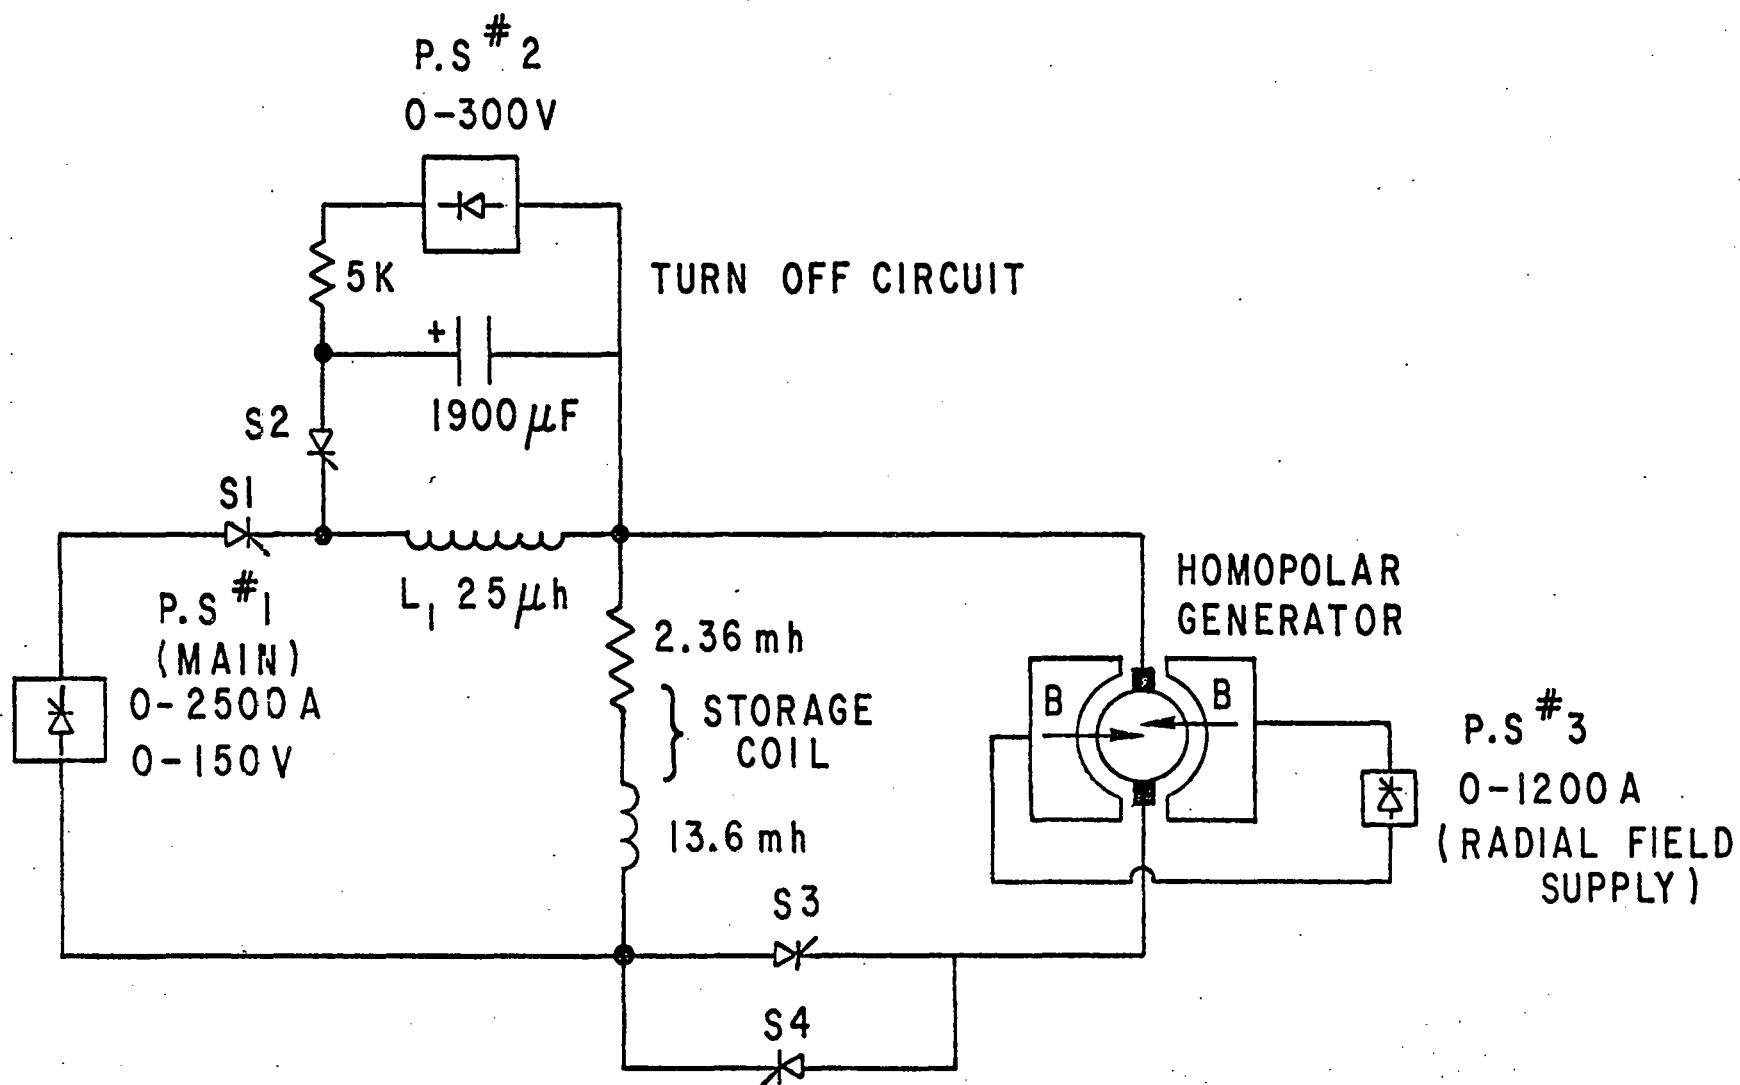 P.S #2
0-300V
5K
TURN OFF CIRCUIT
+
1900 μF
S2
S1
L1 25 μh
P.S #1
(MAIN)
0-2500 A
0-150 V
2.36 mh
STORAGE
COIL
13.6 mh
HOMOPOLAR
GENERATOR
B
B
P.S #3
0-1200 A
(RADIAL FIELD
SUPPLY)
S3
S4